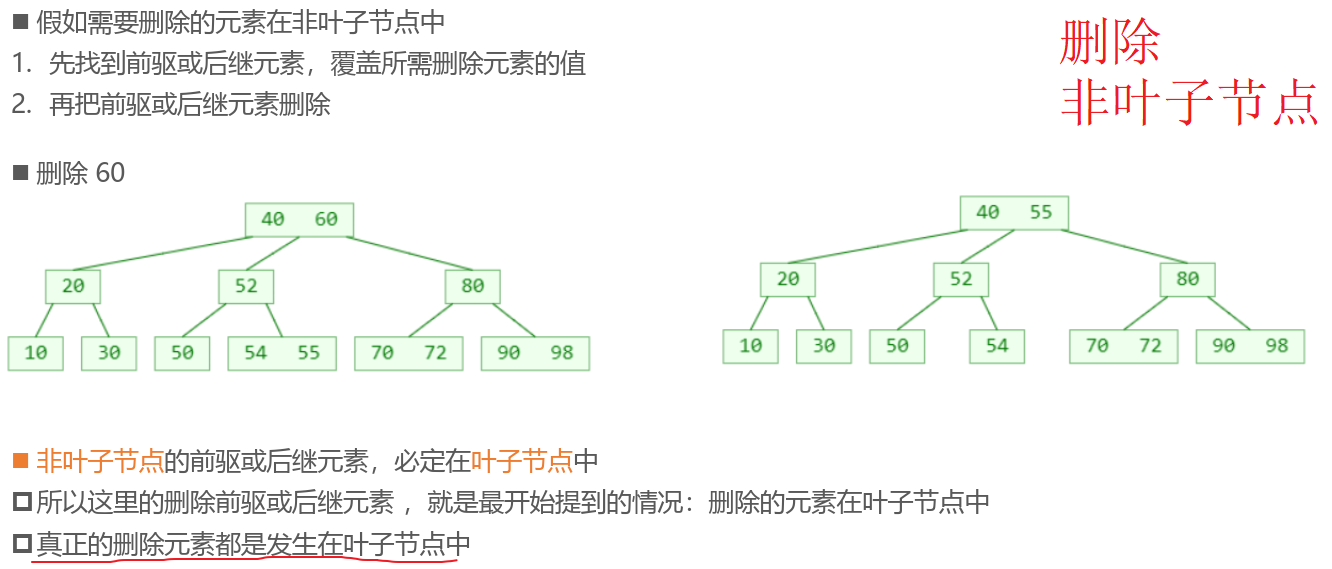 ■ 假如需要删除的元素在非叶子节点中
1. 先找到前驱或后继元素，覆盖所需删除元素的值
2. 再把前驱或后继元素删除
删除
非叶子节点
■ 删除 60
40 60
20 52 80
10 30 50 54 55 70 72 90 98
40 55
20 52 80
10 30 50 54 70 72 90 98
■ 非叶子节点的前驱或后继元素，必定在叶子节点中
□ 所以这里的删除前驱或后继元素 ，就是最开始提到的情况：删除的元素在叶子节点中
□ 真正的删除元素都是发生在叶子节点中